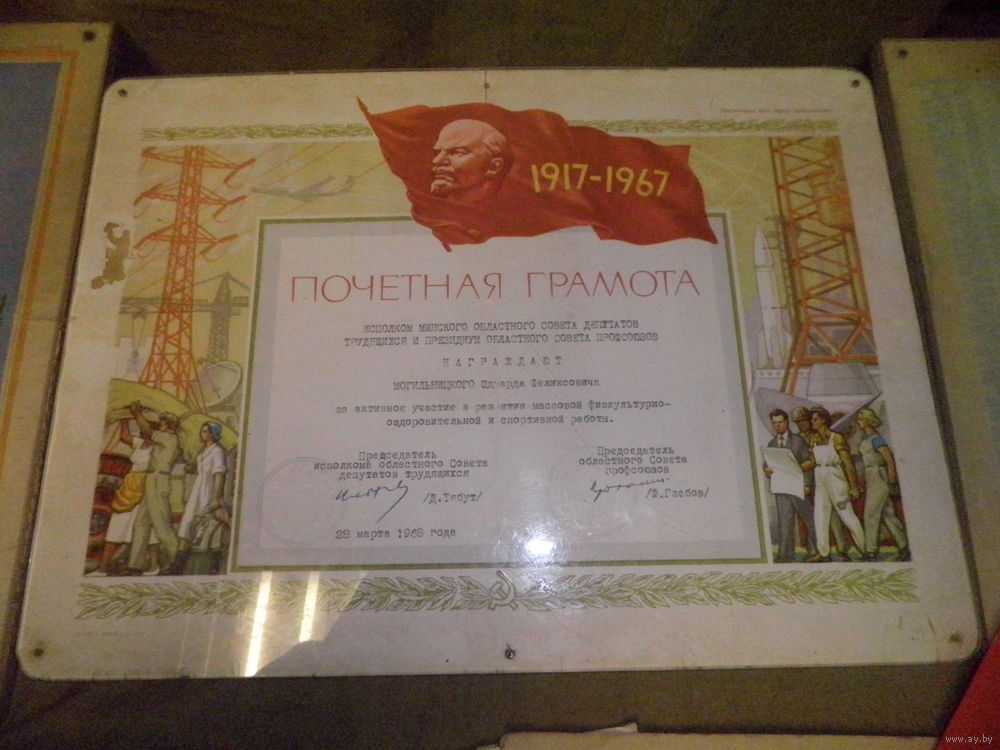 1917-1967
ПОЧЕТНАЯ ГРАМОТА
ИСПОЛКОМ МИНСКОГО ОБЛАСТНОГО СОВЕТА ДЕПУТАТОВ
ТРУДЯЩИХСЯ И ПРЕЗИДИУМ ОБЛАСТНОГО СОВЕТА ПРОФСОЮЗОВ
НАГРАЖДАЮТ
МОГИЛЬНИЦКОГО Эдуарда Феликсовича
за активное участие в развитии массовой физкультурно-
оздоровительной и спортивной работы.
Председатель
исполкома областного Совета
депутатов трудящихся
/Д.Тябут/
Председатель
областного Совета
профсоюзов
/Ф.Глебов/
28 марта 1968 года
www.ay.by